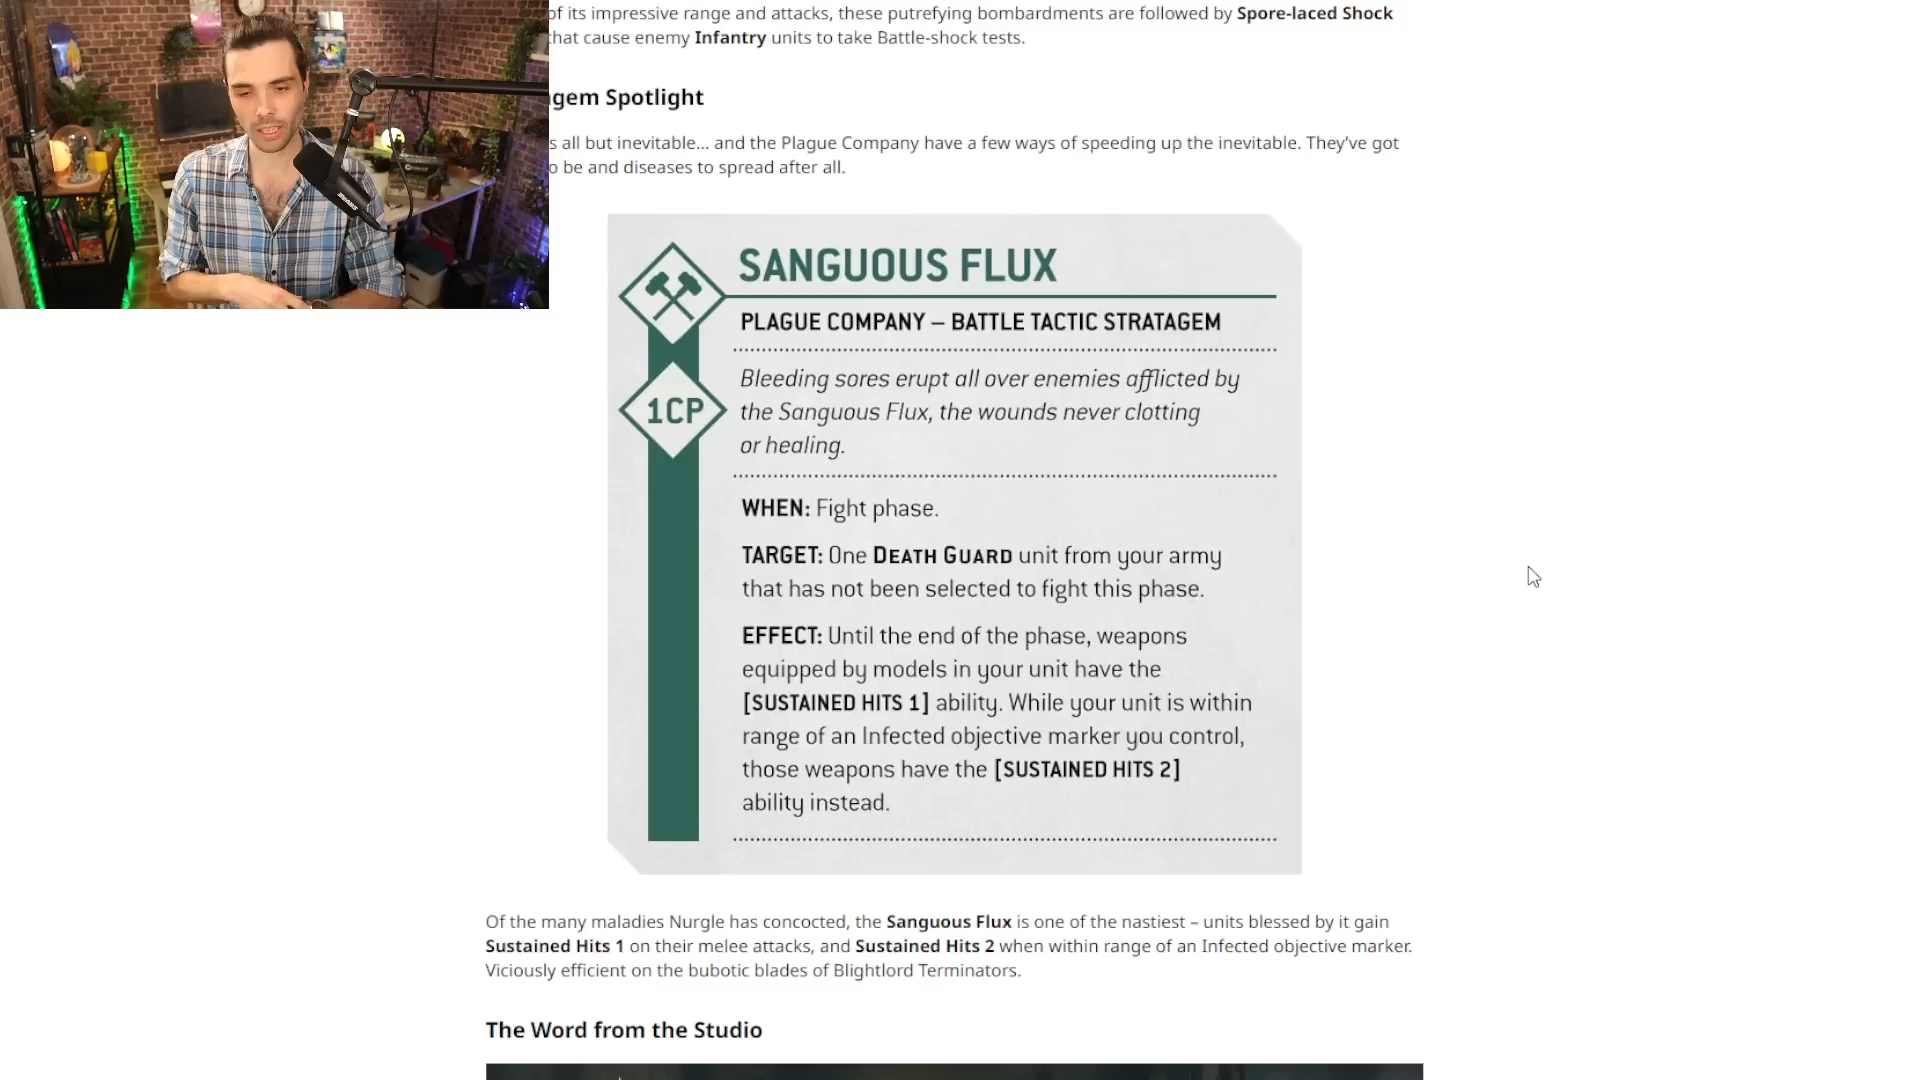 of its impressive range and attacks, these putrefying bombardments are followed by Spore-laced Shock
that cause enemy Infantry units to take Battle-shock tests.
gem Spotlight
s all but inevitable... and the Plague Company have a few ways of speeding up the inevitable. They've got
o be and diseases to spread after all.
SANGUOUS FLUX
PLAGUE COMPANY – BATTLE TACTIC STRATAGEM
1CP
Bleeding sores erupt all over enemies afflicted by
the Sanguous Flux, the wounds never clotting
or healing.
WHEN: Fight phase.
TARGET: One DEATH GUARD unit from your army
that has not been selected to fight this phase.
EFFECT: Until the end of the phase, weapons
equipped by models in your unit have the
[SUSTAINED HITS 1] ability. While your unit is within
range of an Infected objective marker you control,
those weapons have the [SUSTAINED HITS 2]
ability instead.
Of the many maladies Nurgle has concocted, the Sanguous Flux is one of the nastiest – units blessed by it gain
Sustained Hits 1 on their melee attacks, and Sustained Hits 2 when within range of an Infected objective marker.
Viciously efficient on the bubotic blades of Blightlord Terminators.
The Word from the Studio